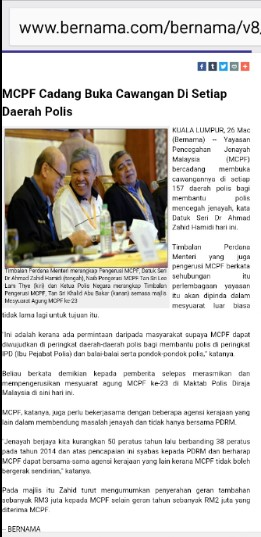 www.bernama.com/bernama/v8
MCPF Cadang Buka Cawangan Di Setiap
Daerah Polis
KUALA LUMPUR, 26 Mac
(Bernama) -- Yayasan
Pencegahan Jenayah
Malaysia (MCPF)
bercadang membuka
cawangannya di setiap
157 daerah polis bagi
membantu polis
mencegah jenayah, kata
Datuk Seri Dr Ahmad
Zahid Hamidi hari ini.
Timbalan Perdana
Menteri yang juga
pengerusi MCPF berkata
sehubungan itu
perlembagaan yayasan
itu akan dipinda dalam
mesyuarat luar biasa
tidak lama lagi untuk tujuan itu.
Timbalan Perdana Menteri merangkap Pengerusi MCPF, Datuk Seri
Dr Ahmad Zahid Hamidi (tengah), Naib Pengerusi MCPF Tan Sri Lee
Lam Thye (kiri) dan Ketua Polis Negara merangkap Timbalan
Pengerusi MCPF, Tan Sri Khalid Abu Bakar (kanan) semasa majlis
Mesyuarat Agung MCPF ke-23
"Ini adalah kerana ada permintaan daripada masyarakat supaya MCPF dapat
diwujudkan di peringkat daerah-daerah polis bagi membantu polis di peringkat
IPD (Ibu Pejabat Polis) dan balai-balai serta pondok-pondok polis," katanya.
Beliau berkata demikian kepada pemberita selepas merasmikan dan
mempengerusikan mesyuarat agung MCPF ke-23 di Maktab Polis Diraja
Malaysia di sini hari ini.
MCPF, katanya, juga perlu bekerjasama dengan beberapa agensi kerajaan yang
lain dalam membendung masalah jenayah dan tidak hanya bersama PDRM.
"Jenayah berjaya kita kurangkan 50 peratus tahun lalu berbanding 38 peratus
pada tahun 2014 dan atas pencapaian ini syabas kepada PDRM dan berharap
MCPF dapat bersama-sama agensi kerajaan yang lain kerana MCPF tidak boleh
bergerak sendirian," katanya.
Pada majlis itu Zahid turut mengumumkan penyerahan geran tambahan
sebanyak RM3 juta kepada MCPF selain geran tahun sebanyak RM2 juta yang
diterima MCPF.
-- BERNAMA